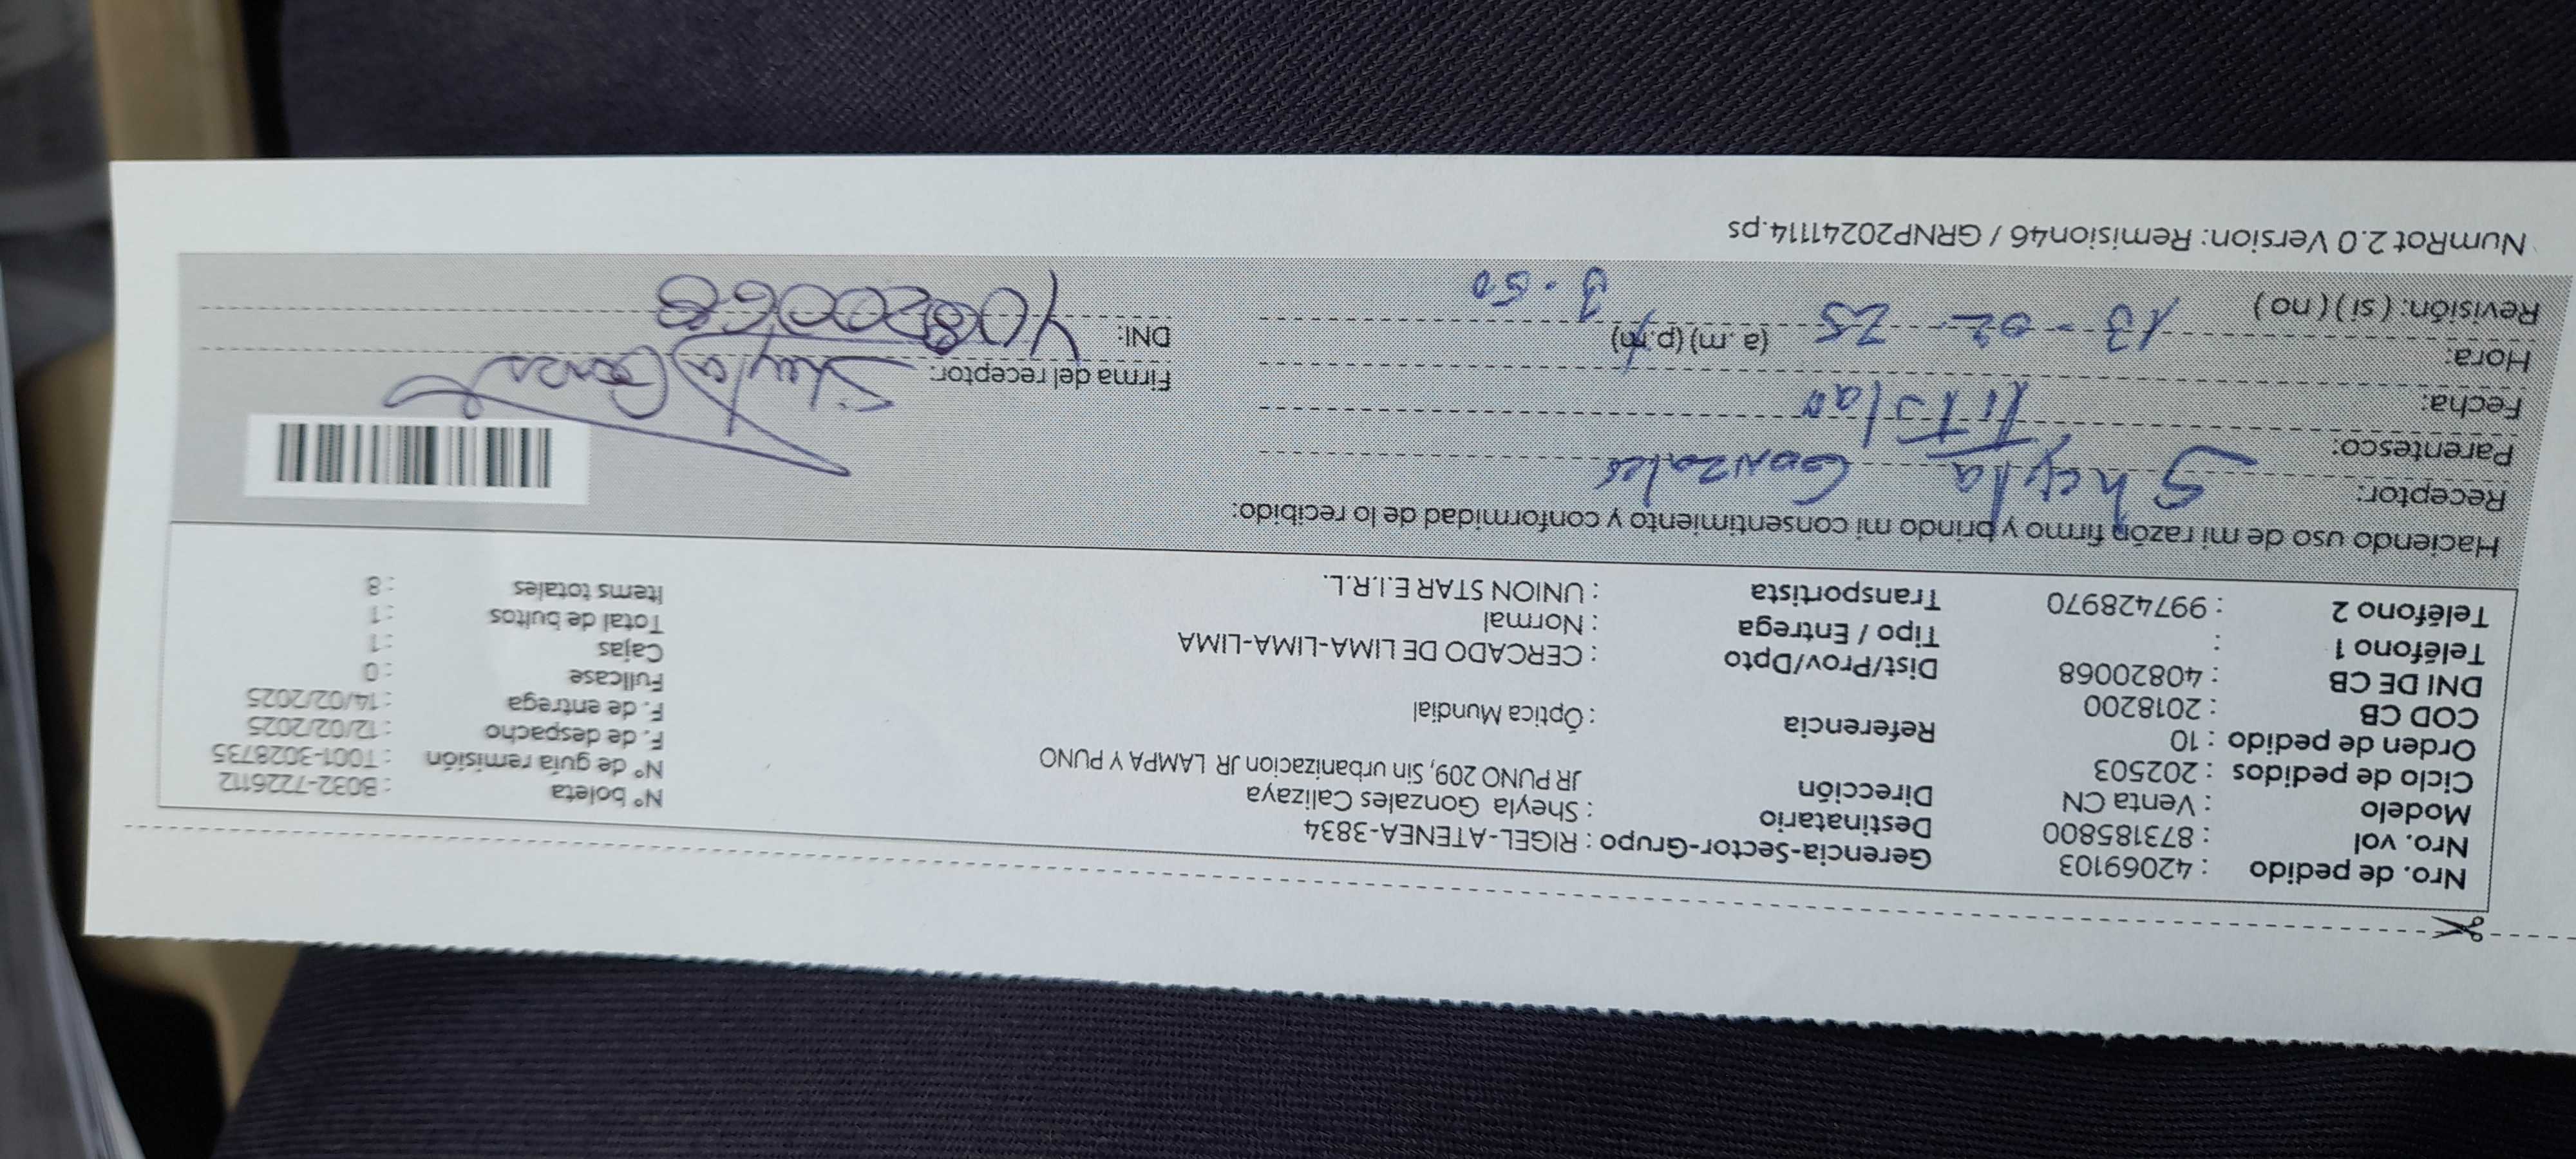 Nro. de pedido : 42069103 Gerencia-Sector-Grupo : RIGEL-ATENEA-3834 N° boleta : B032-7226112
Nro. vol : 873185800 Destinatario : Sheyla Gonzales Calizaya N° de guía remisión : T001-3028735
Modelo : Venta CN Dirección JR PUNO 209, Sin urbanizacion JR LAMPA Y PUNO F. de despacho : 12/02/2025
Ciclo de pedidos : 202503 F. de entrega : 14/02/2025
Orden de pedido : 10 Referencia : Óptica Mundial Fullcase : 0
COD CB : 2018200 Dist/Prov/Dpto : CERCADO DE LIMA-LIMA-LIMA Cajas : 1
DNI DE CB : 40820068 Tipo / Entrega : Normal Total de bultos : 1
Teléfono 1 : Transportista : UNION STAR E.I.R.L. Items totales : 8
Teléfono 2 : 997428970
Haciendo uso de mi razón firmo y brindo mi consentimiento y conformidad de lo recibido:
Receptor: Sheyla Gonzales
Parentesco: Titular
Fecha: 13-02-25
Hora: (a.m) (p.m) 3.50
Revisión: ( si ) ( no )
Firma del receptor: Sheyla
DNI: 40820068
NumRot 2.0 Version: Remision46 / GRNP20241114.ps